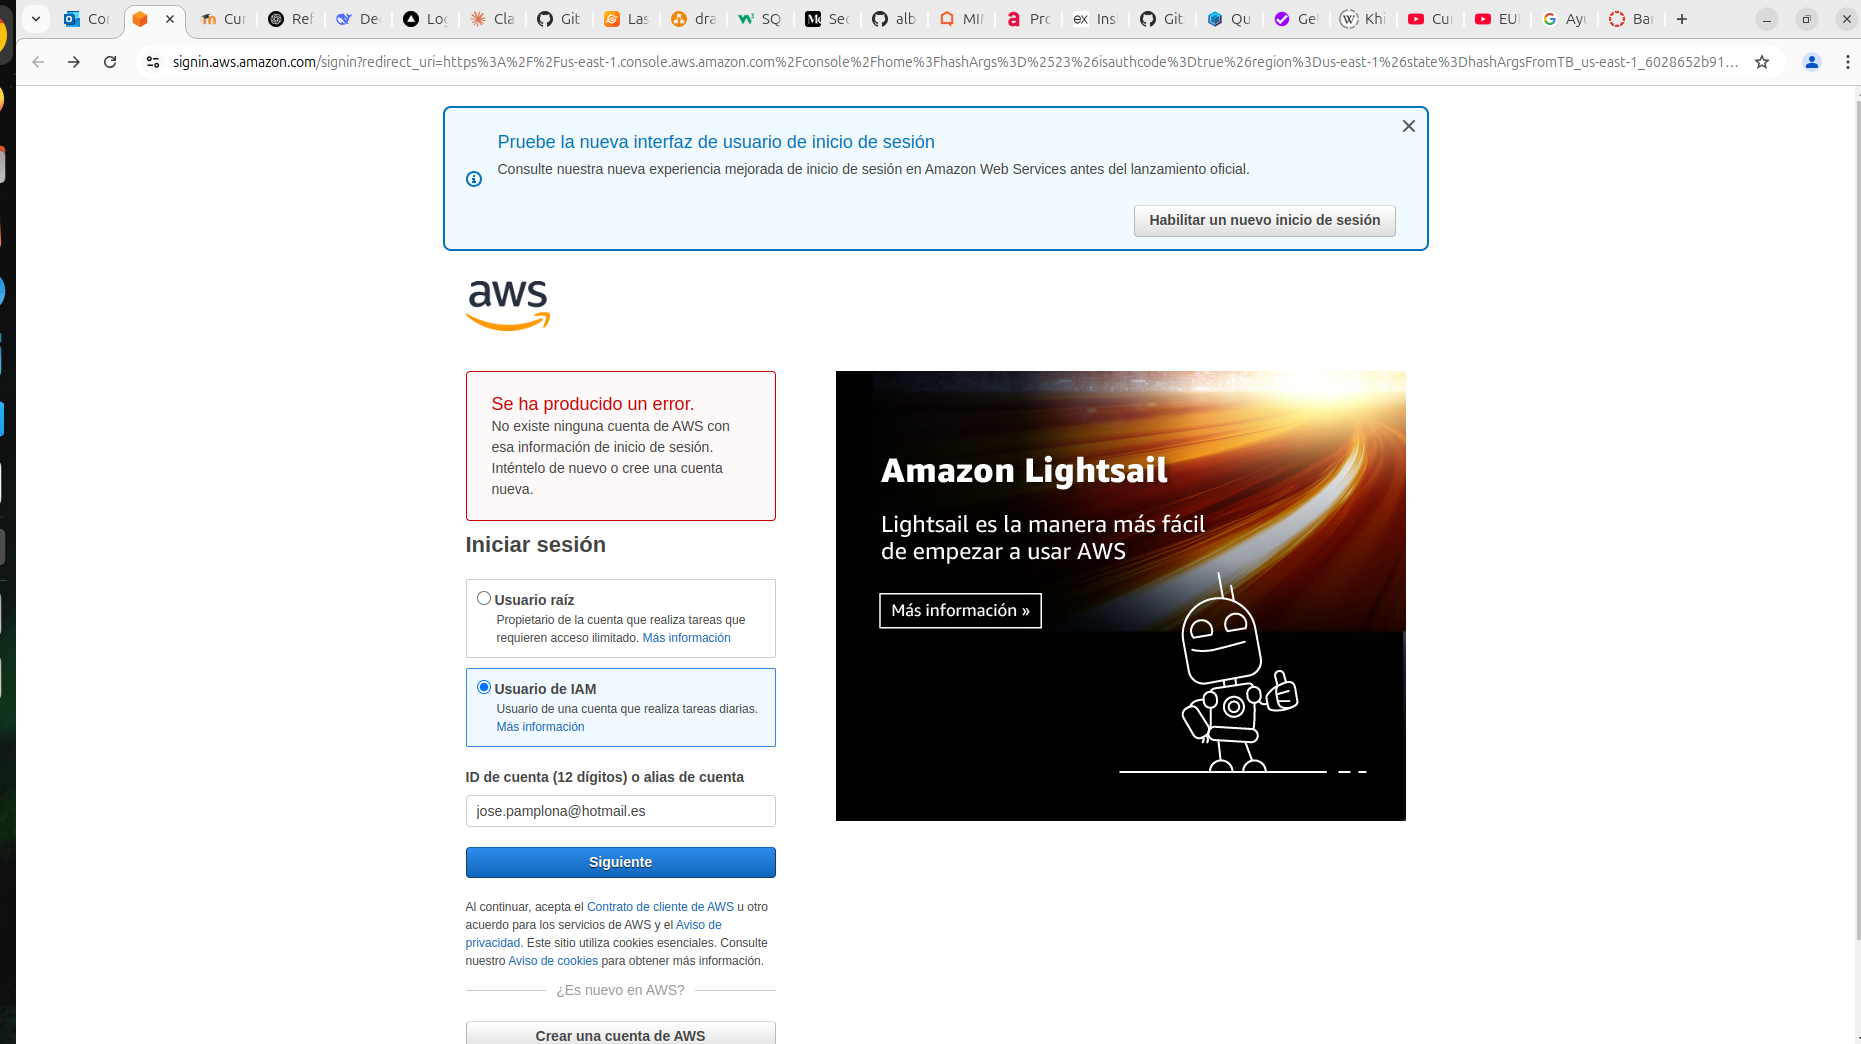 Cor
Cur
Ref
De
Log
Cla
Git
Las
dra
SQ
Sec
alb
MI
Pro
Insi
Git
Qu
Gel
Khi
Cur
EU
Ayu
Bar
signin.aws.amazon.com/signin?redirect_uri=https%3A%2F%2Fus-east-1.console.aws.amazon.com%2Fconsole%2Fhome%3FhashArgs%3D%2523%26isauthcode%3Dtrue%26region%3Dus-east-1%26state%3DhashArgsFromTB_us-east-1_6028652b91...
Pruebe la nueva interfaz de usuario de inicio de sesión
Consulte nuestra nueva experiencia mejorada de inicio de sesión en Amazon Web Services antes del lanzamiento oficial.
Habilitar un nuevo inicio de sesión
aws
Se ha producido un error.
No existe ninguna cuenta de AWS con
esa información de inicio de sesión.
Inténtelo de nuevo o cree una cuenta
nueva.
Iniciar sesión
Usuario raíz
Propietario de la cuenta que realiza tareas que
requieren acceso ilimitado. Más información
Usuario de IAM
Usuario de una cuenta que realiza tareas diarias.
Más información
ID de cuenta (12 dígitos) o alias de cuenta
jose.pamplona@hotmail.es
Siguiente
Al continuar, acepta el Contrato de cliente de AWS u otro
acuerdo para los servicios de AWS y el Aviso de
privacidad. Este sitio utiliza cookies esenciales. Consulte
nuestro Aviso de cookies para obtener más información.
¿Es nuevo en AWS?
Crear una cuenta de AWS
Amazon Lightsail
Lightsail es la manera más fácil
de empezar a usar AWS
Más información »